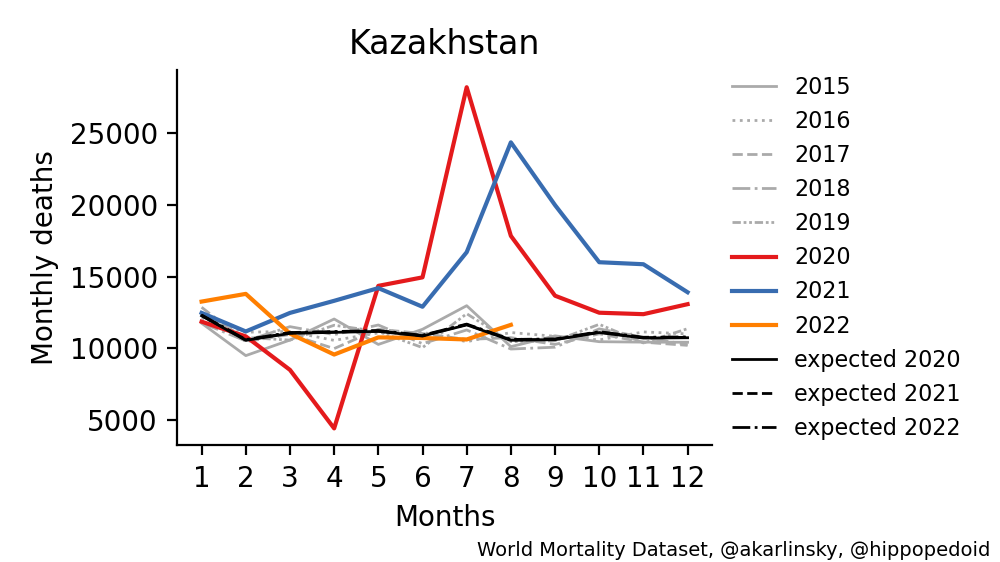 Kazakhstan
Monthly deaths
25000
20000
15000
10000
5000
1 2 3 4 5 6 7 8 9 10 11 12
Months
2015
2016
2017
2018
2019
2020
2021
2022
expected 2020
expected 2021
expected 2022
World Mortality Dataset, @akarlinsky, @hippopedoid